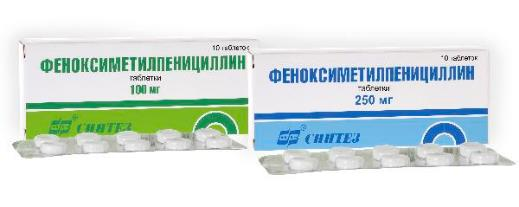 10 таблеток
ФЕНОКСИМЕТИЛПЕНИЦИЛЛИН
таблетки
100 мг
СИНТЕЗ
10 таблеток
ФЕНОКСИМЕТИЛПЕНИЦИЛЛИН
таблетки
250 мг
СИНТЕЗ